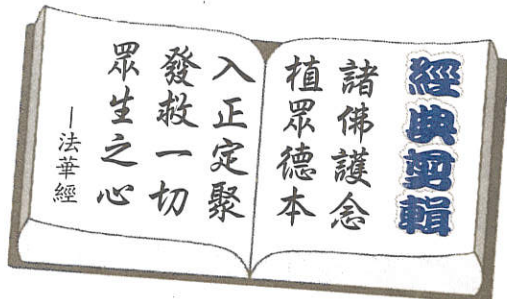 經典剪輯
諸佛護念
植眾德本
入正定聚
發救一切
眾生之心
—法華經